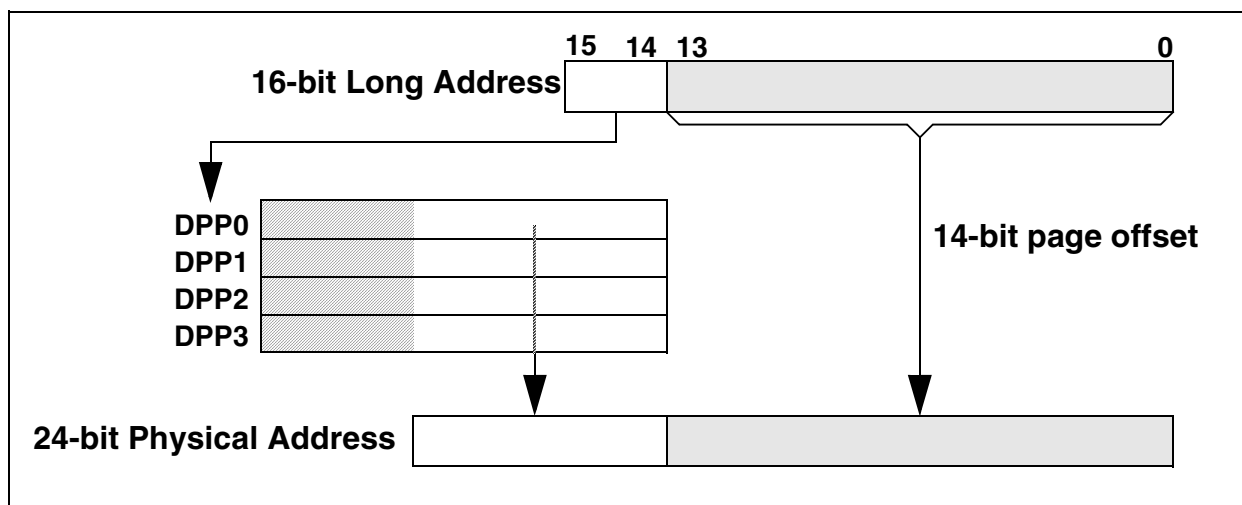 15 14 13 0
16-bit Long Address
DPP0
14-bit page offset
DPP1
DPP2
DPP3
24-bit Physical Address